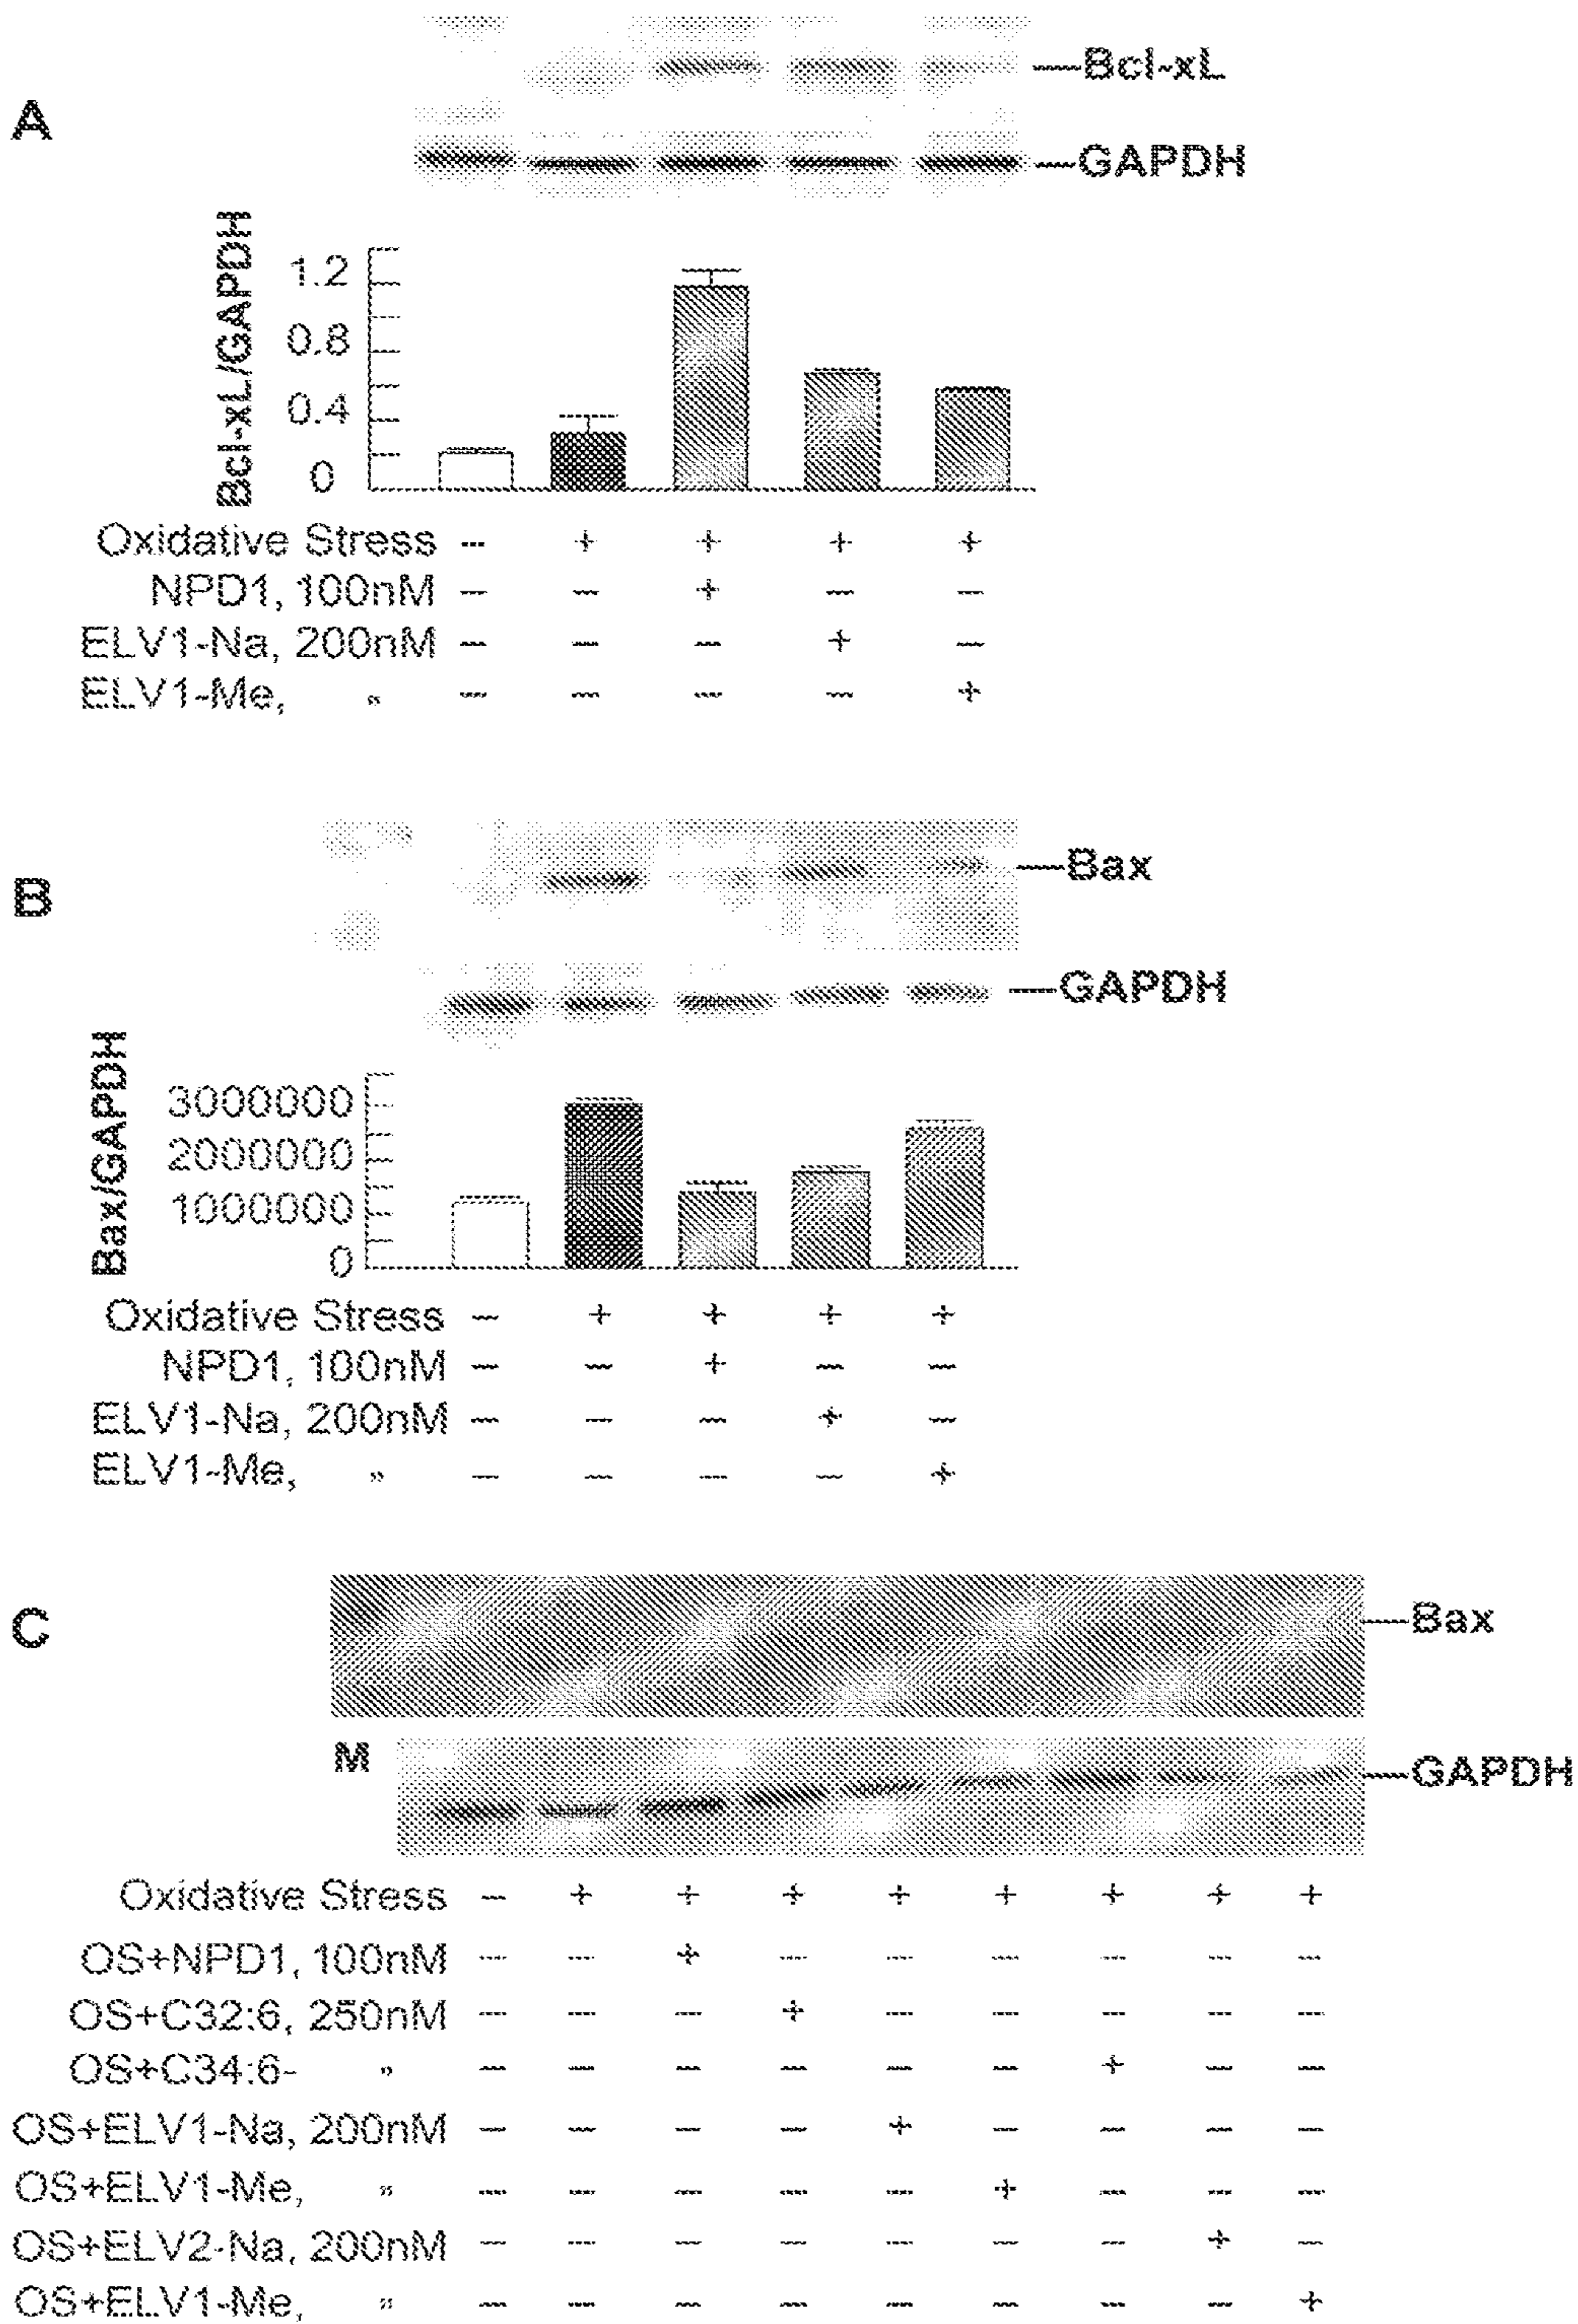 A
Bcl-xL
GAPDH
Bcl-xL/GAPDH
1.2
0.8
0.4
0
Oxidative Stress -- + + + +
NPD1, 100nM – – + – –
ELV1-Na, 200nM – – – + –
ELV1-Me, " – – – – +
B
Bax
GAPDH
Bax/GAPDH
3000000
2000000
1000000
0
Oxidative Stress – + + + +
NPD1, 100nM – – + – –
ELV1-Na, 200nM – – – + –
ELV1-Me, " – – – – +
C
Bax
M
GAPDH
Oxidative Stress – + + + + + + + +
OS+NPD1, 100nM – – + – – – – – –
OS+C32:6, 250nM – – – + – – – – –
OS+C34:6- " – – – – – – + – –
OS+ELV1-Na, 200nM – – – – + – – – –
OS+ELV1-Me, " – – – – – + – – –
OS+ELV2-Na, 200nM – – – – – – – + –
OS+ELV1-Me, " – – – – – – – – +